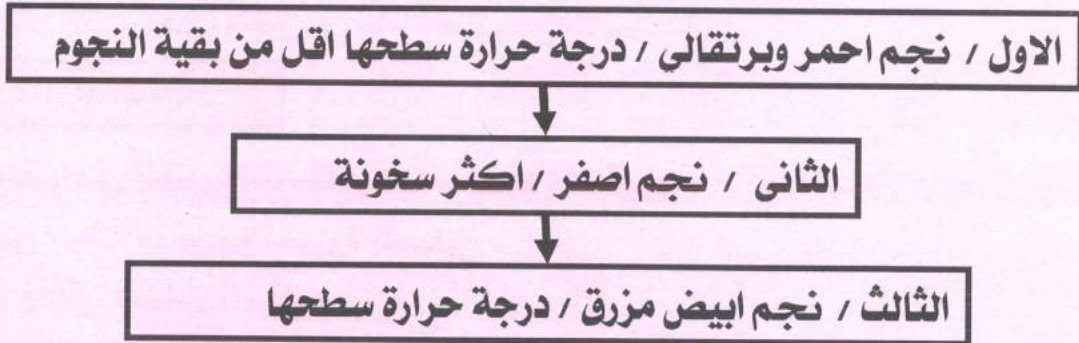 الاول / نجم احمر وبرتقالى / درجة حرارة سطحها اقل من بقية النجوم
الثانى / نجم اصفر / اكثر سخونة
الثالث / نجم ابيض مزرق / درجة حرارة سطحها